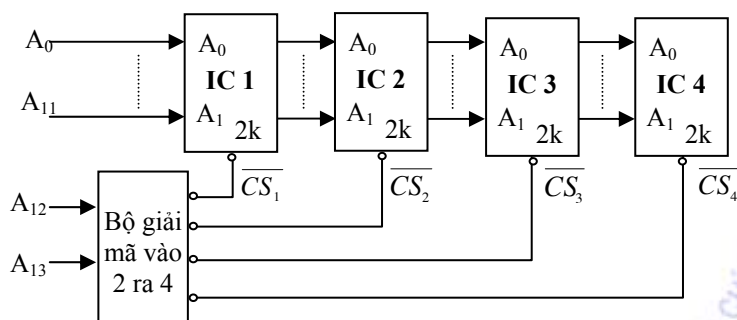 A0
A11
A0
IC 1
A1
2k
A0
IC 2
A1
2k
A0
IC 3
A1
2k
A0
IC 4
A1
2k
CS1
CS2
CS3
CS4
A12
A13
Bộ giải
mã vào
2 ra 4